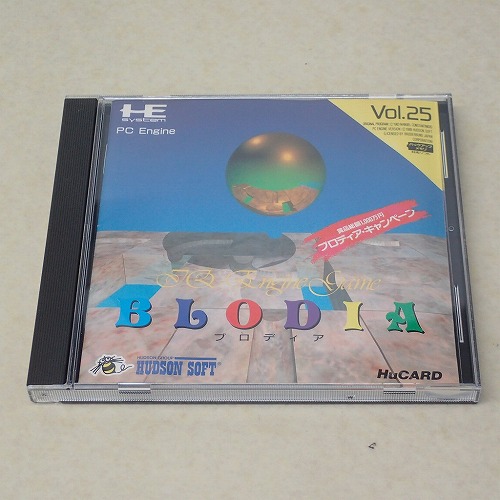 HE
system
PC Engine
Vol.25
賞品総額1,000万円
ブロディア・キャンペーン
I.Q. Engine Game
BLODIA
ブロディア
HUDSON GROUP
HUDSON SOFT
HuCARD